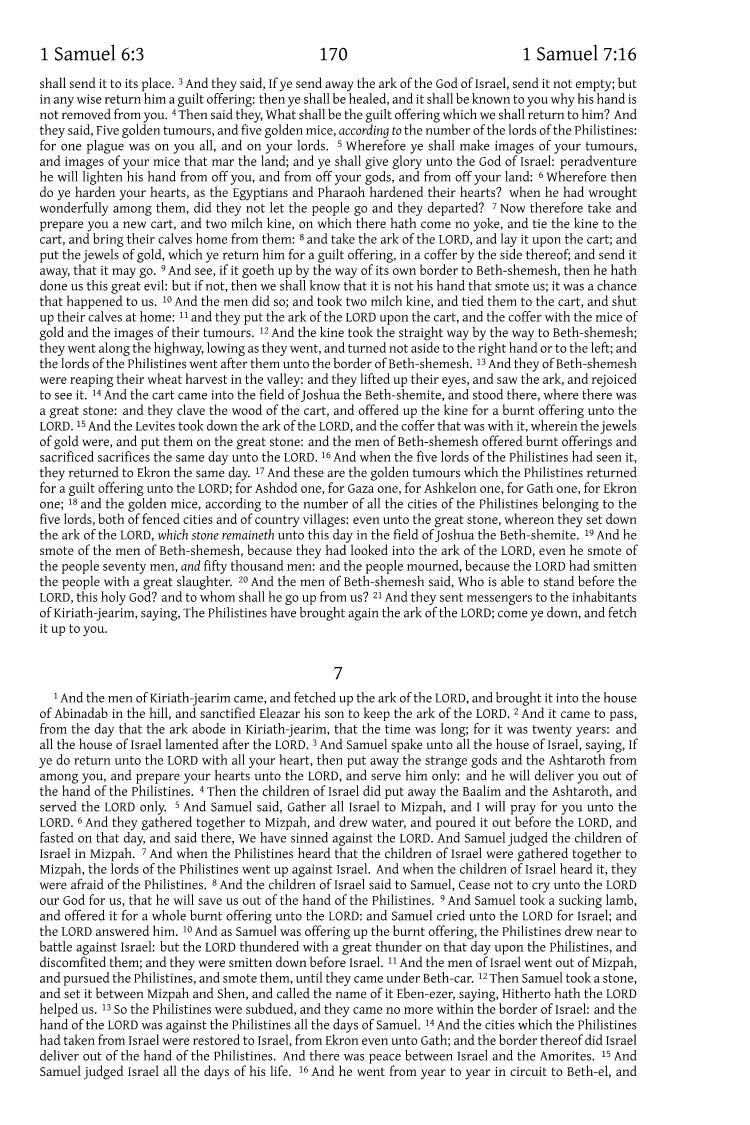 1 Samuel 6:3 170 1 Samuel 7:16
shall send it to its place. 3 And they said, If ye send away the ark of the God of Israel, send it not empty; but
in any wise return him a guilt offering: then ye shall be healed, and it shall be known to you why his hand is
not removed from you. 4 Then said they, What shall be the guilt offering which we shall return to him? And
they said, Five golden tumours, and five golden mice, according to the number of the lords of the Philistines:
for one plague was on you all, and on your lords. 5 Wherefore ye shall make images of your tumours,
and images of your mice that mar the land; and ye shall give glory unto the God of Israel: peradventure
he will lighten his hand from off you, and from off your gods, and from off your land: 6 Wherefore then
do ye harden your hearts, as the Egyptians and Pharaoh hardened their hearts? when he had wrought
wonderfully among them, did they not let the people go and they departed? 7 Now therefore take and
prepare you a new cart, and two milch kine, on which there hath come no yoke, and tie the kine to the
cart, and bring their calves home from them: 8 and take the ark of the LORD, and lay it upon the cart; and
put the jewels of gold, which ye return him for a guilt offering, in a coffer by the side thereof; and send it
away, that it may go. 9 And see, if it goeth up by the way of its own border to Beth-shemesh, then he hath
done us this great evil: but if not, then we shall know that it is not his hand that smote us; it was a chance
that happened to us. 10 And the men did so; and took two milch kine, and tied them to the cart, and shut
up their calves at home: 11 and they put the ark of the LORD upon the cart, and the coffer with the mice of
gold and the images of their tumours. 12 And the kine took the straight way by the way to Beth-shemesh;
they went along the highway, lowing as they went, and turned not aside to the right hand or to the left; and
the lords of the Philistines went after them unto the border of Beth-shemesh. 13 And they of Beth-shemesh
were reaping their wheat harvest in the valley: and they lifted up their eyes, and saw the ark, and rejoiced
to see it. 14 And the cart came into the field of Joshua the Beth-shemite, and stood there, where there was
a great stone: and they clave the wood of the cart, and offered up the kine for a burnt offering unto the
LORD. 15 And the Levites took down the ark of the LORD, and the coffer that was with it, wherein the jewels
of gold were, and put them on the great stone: and the men of Beth-shemesh offered burnt offerings and
sacrificed sacrifices the same day unto the LORD. 16 And when the five lords of the Philistines had seen it,
they returned to Ekron the same day. 17 And these are the golden tumours which the Philistines returned
for a guilt offering unto the LORD; for Ashdod one, for Gaza one, for Ashkelon one, for Gath one, for Ekron
one; 18 and the golden mice, according to the number of all the cities of the Philistines belonging to the
five lords, both of fenced cities and of country villages: even unto the great stone, whereon they set down
the ark of the LORD, which stone remaineth unto this day in the field of Joshua the Beth-shemite. 19 And he
smote of the men of Beth-shemesh, because they had looked into the ark of the LORD, even he smote of
the people seventy men, and fifty thousand men: and the people mourned, because the LORD had smitten
the people with a great slaughter. 20 And the men of Beth-shemesh said, Who is able to stand before the
LORD, this holy God? and to whom shall he go up from us? 21 And they sent messengers to the inhabitants
of Kiriath-jearim, saying, The Philistines have brought again the ark of the LORD; come ye down, and fetch
it up to you.
7
1 And the men of Kiriath-jearim came, and fetched up the ark of the LORD, and brought it into the house
of Abinadab in the hill, and sanctified Eleazar his son to keep the ark of the LORD. 2 And it came to pass,
from the day that the ark abode in Kiriath-jearim, that the time was long; for it was twenty years: and
all the house of Israel lamented after the LORD. 3 And Samuel spake unto all the house of Israel, saying, If
ye do return unto the LORD with all your heart, then put away the strange gods and the Ashtaroth from
among you, and prepare your hearts unto the LORD, and serve him only: and he will deliver you out of
the hand of the Philistines. 4 Then the children of Israel did put away the Baalim and the Ashtaroth, and
served the LORD only. 5 And Samuel said, Gather all Israel to Mizpah, and I will pray for you unto the
LORD. 6 And they gathered together to Mizpah, and drew water, and poured it out before the LORD, and
fasted on that day, and said there, We have sinned against the LORD. And Samuel judged the children of
Israel in Mizpah. 7 And when the Philistines heard that the children of Israel were gathered together to
Mizpah, the lords of the Philistines went up against Israel. And when the children of Israel heard it, they
were afraid of the Philistines. 8 And the children of Israel said to Samuel, Cease not to cry unto the LORD
our God for us, that he will save us out of the hand of the Philistines. 9 And Samuel took a sucking lamb,
and offered it for a whole burnt offering unto the LORD: and Samuel cried unto the LORD for Israel; and
the LORD answered him. 10 And as Samuel was offering up the burnt offering, the Philistines drew near to
battle against Israel: but the LORD thundered with a great thunder on that day upon the Philistines, and
discomfited them; and they were smitten down before Israel. 11 And the men of Israel went out of Mizpah,
and pursued the Philistines, and smote them, until they came under Beth-car. 12 Then Samuel took a stone,
and set it between Mizpah and Shen, and called the name of it Eben-ezer, saying, Hitherto hath the LORD
helped us. 13 So the Philistines were subdued, and they came no more within the border of Israel: and the
hand of the LORD was against the Philistines all the days of Samuel. 14 And the cities which the Philistines
had taken from Israel were restored to Israel, from Ekron even unto Gath; and the border thereof did Israel
deliver out of the hand of the Philistines. And there was peace between Israel and the Amorites. 15 And
Samuel judged Israel all the days of his life. 16 And he went from year to year in circuit to Beth-el, and